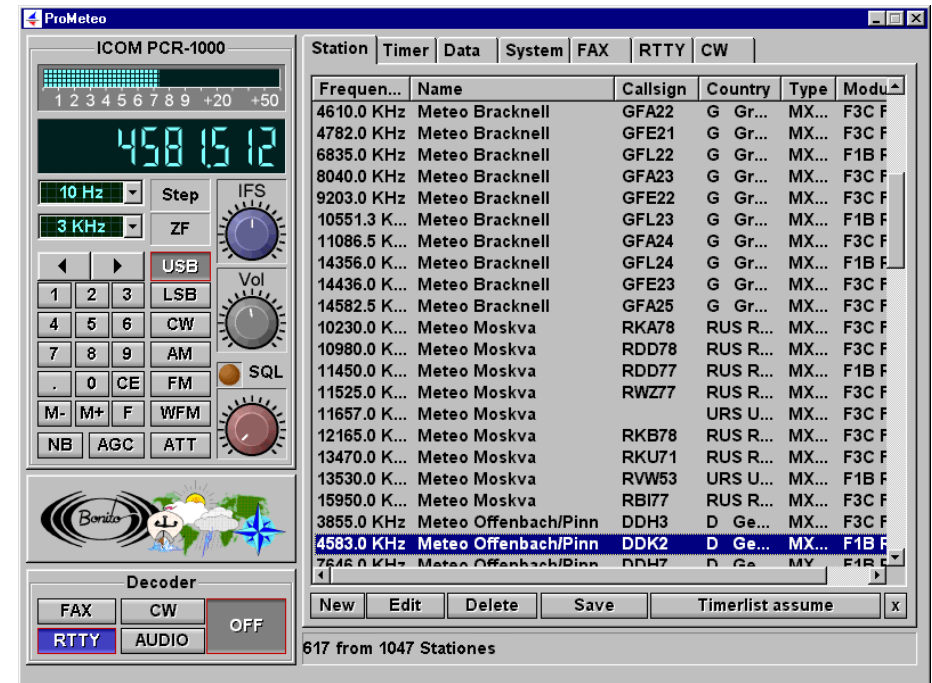 ProMeteo
ICOM PCR-1000
1 2 3 4 5 6 7 8 9 +20 +50
4581.512
10 Hz Step IFS
3 KHz ZF
USB
1 2 3 LSB Vol
4 5 6 CW
7 8 9 AM
. 0 CE FM SQL
M- M+ F WFM
NB AGC ATT
Bonito
Decoder
FAX CW OFF
RTTY AUDIO
Station Timer Data System FAX RTTY CW
Frequen... Name Callsign Country Type Modu
4610.0 KHz Meteo Bracknell GFA22 G Gr... MX... F3C F
4782.0 KHz Meteo Bracknell GFE21 G Gr... MX... F3C F
6835.0 KHz Meteo Bracknell GFL22 G Gr... MX... F1B F
8040.0 KHz Meteo Bracknell GFA23 G Gr... MX... F3C F
9203.0 KHz Meteo Bracknell GFE22 G Gr... MX... F3C F
10551.3 K... Meteo Bracknell GFL23 G Gr... MX... F1B F
11086.5 K... Meteo Bracknell GFA24 G Gr... MX... F3C F
14356.0 K... Meteo Bracknell GFL24 G Gr... MX... F1B F
14436.0 K... Meteo Bracknell GFE23 G Gr... MX... F3C F
14582.5 K... Meteo Bracknell GFA25 G Gr... MX... F3C F
10230.0 K... Meteo Moskva RKA78 RUS R... MX... F3C F
10980.0 K... Meteo Moskva RDD78 RUS R... MX... F3C F
11450.0 K... Meteo Moskva RDD77 RUS R... MX... F1B F
11525.0 K... Meteo Moskva RWZ77 RUS R... MX... F3C F
11657.0 K... Meteo Moskva URS U... MX... F3C F
12165.0 K... Meteo Moskva RKB78 RUS R... MX... F3C F
13470.0 K... Meteo Moskva RKU71 RUS R... MX... F3C F
13530.0 K... Meteo Moskva RVW53 URS U... MX... F1B F
15950.0 K... Meteo Moskva RBI77 RUS R... MX... F3C F
3855.0 KHz Meteo Offenbach/Pinn DDH3 D Ge... MX... F3C F
4583.0 KHz Meteo Offenbach/Pinn DDK2 D Ge... MX... F1B F
7646.0 KHz Meteo Offenbach/Pinn DDH7 D Ge... MX... F1B F
New Edit Delete Save Timerlist assume x
617 from 1047 Stationes